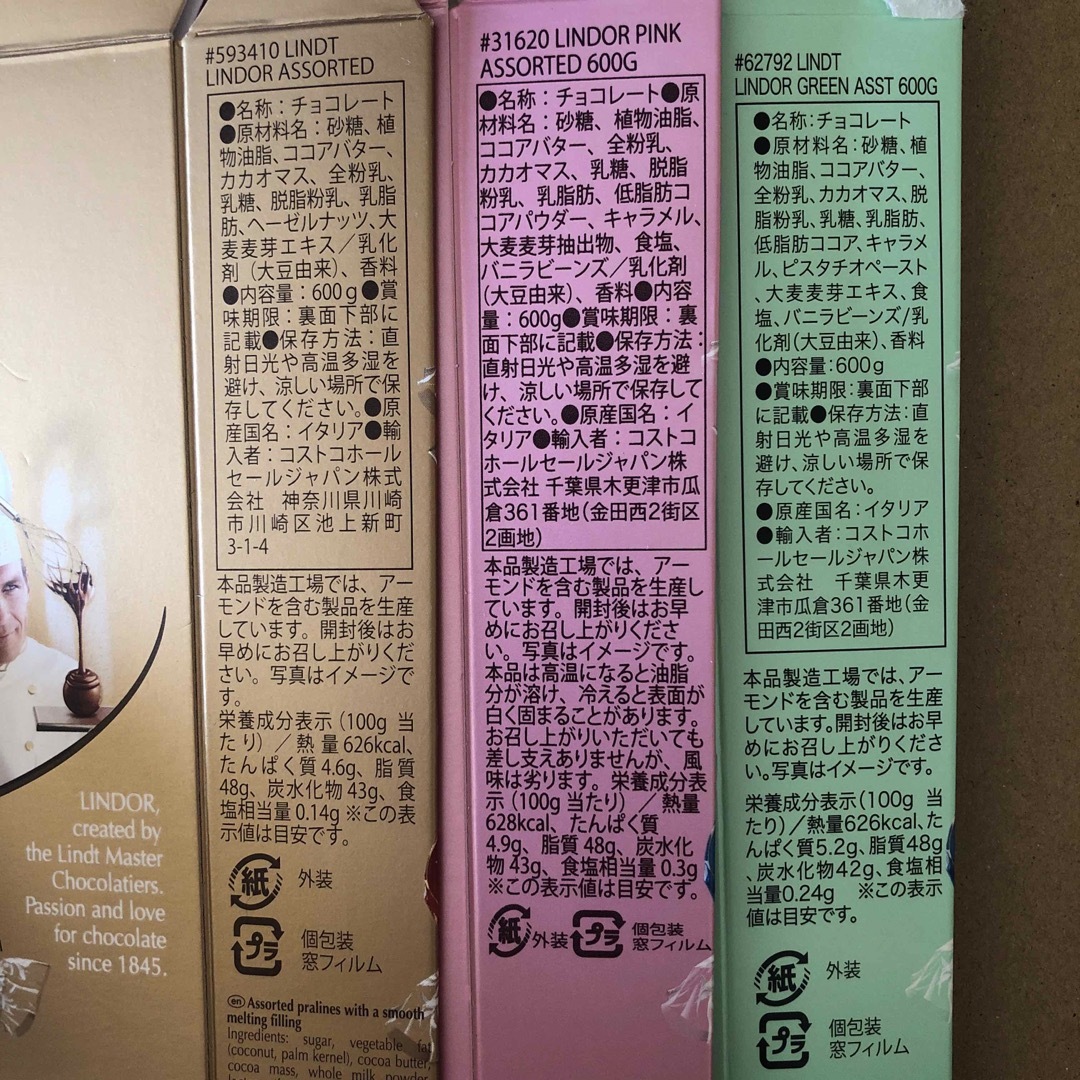 LINDOR,
created by
the Lindt Master
Chocolatiers.
Passion and love
for chocolate
since 1845.
#593410 LINDT
LINDOR ASSORTED
●名称：チョコレート
●原材料名：砂糖、植
物油脂、ココアバター、
カカオマス、全粉乳、
乳糖、脱脂粉乳、乳脂
肪、ヘーゼルナッツ、大
麦麦芽エキス／乳化
剤（大豆由来）、香料
●内容量：600ｇ●賞
味期限：裏面下部に
記載●保存方法：直
射日光や高温多湿を
避け、涼しい場所で保
存してください。●原
産国名：イタリア●輸
入者：コストコホール
セールジャパン株式
会社 神奈川県川崎
市川崎区池上新町
3-1-4
本品製造工場では、アー
モンドを含む製品を生産
しています。開封後はお
早めにお召し上がりくだ
さい。写真はイメージで
す。
栄養成分表示（100g 当
たり）／熱量 626kcal、
たんぱく質 4.6g、脂質
48g、炭水化物 43g、食
塩相当量 0.14g ※この表
示値は目安です。
紙 外装
プラ 個包装
窓フィルム
en Assorted pralines with a smooth
melting filling
Ingredients: sugar, vegetable fat
(coconut, palm kernel), cocoa butter,
cocoa mass, whole milk powder,
#31620 LINDOR PINK
ASSORTED 600G
●名称：チョコレート●原
材料名：砂糖、植物油脂、
ココアバター、全粉乳、
カカオマス、乳糖、脱脂
粉乳、乳脂肪、低脂肪コ
コアパウダー、キャラメル、
大麦麦芽抽出物、食塩、
バニラビーンズ／乳化剤
（大豆由来）、香料●内容
量：600g●賞味期限：裏
面下部に記載●保存方法：
直射日光や高温多湿を避
け、涼しい場所で保存して
ください。●原産国名：イ
タリア●輸入者：コストコ
ホールセールジャパン株
式会社 千葉県木更津市瓜
倉361番地（金田西2街区
2画地）
本品製造工場では、アー
モンドを含む製品を生産し
ています。開封後はお早
めにお召し上がりくださ
い。写真はイメージです。
本品は高温になると油脂
分が溶け、冷えると表面が
白く固まることがあります。
お召し上がりいただいても
差し支えありませんが、風
味は劣ります。栄養成分表
示（100g 当たり）／熱量
628kcal、たんぱく質
4.9g、脂質 48g、炭水化
物 43g、食塩相当量 0.3g
※この表示値は目安です。
紙 外装 プラ 個包装
窓フィルム
#62792 LINDT
LINDOR GREEN ASST 600G
●名称：チョコレート
●原材料名：砂糖、植
物油脂、ココアバター、
全粉乳、カカオマス、脱
脂粉乳、乳糖、乳脂肪、
低脂肪ココア、キャラメ
ル、ピスタチオペースト
、大麦麦芽エキス、食
塩、バニラビーンズ/乳
化剤（大豆由来）、香料
●内容量：600g
●賞味期限：裏面下部
に記載●保存方法：直
射日光や高温多湿を
避け、涼しい場所で保
存してください。
●原産国名：イタリア
●輸入者：コストコホ
ールセールジャパン株
式会社 千葉県木更
津市瓜倉361番地（金
田西2街区2画地）
本品製造工場では、アー
モンドを含む製品を生産
しています。開封後はお早
めにお召し上がりくださ
い。写真はイメージです。
栄養成分表示（100g 当
たり）／熱量626kcal、た
んぱく質5.2g、脂質48g
、炭水化物42g、食塩相
当量0.24g ※この表示
値は目安です。
紙 外装
プラ 個包装
窓フィルム